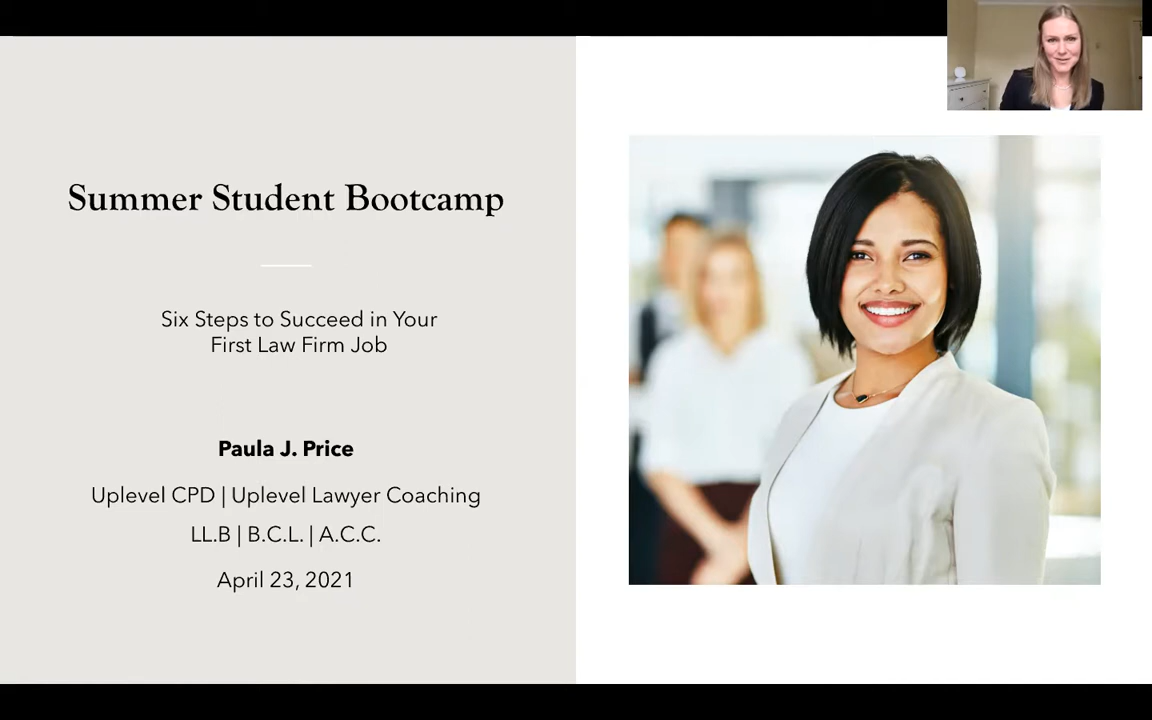 Summer Student Bootcamp
Six Steps to Succeed in Your
First Law Firm Job
Paula J. Price
Uplevel CPD | Uplevel Lawyer Coaching
LL.B | B.C.L. | A.C.C.
April 23, 2021